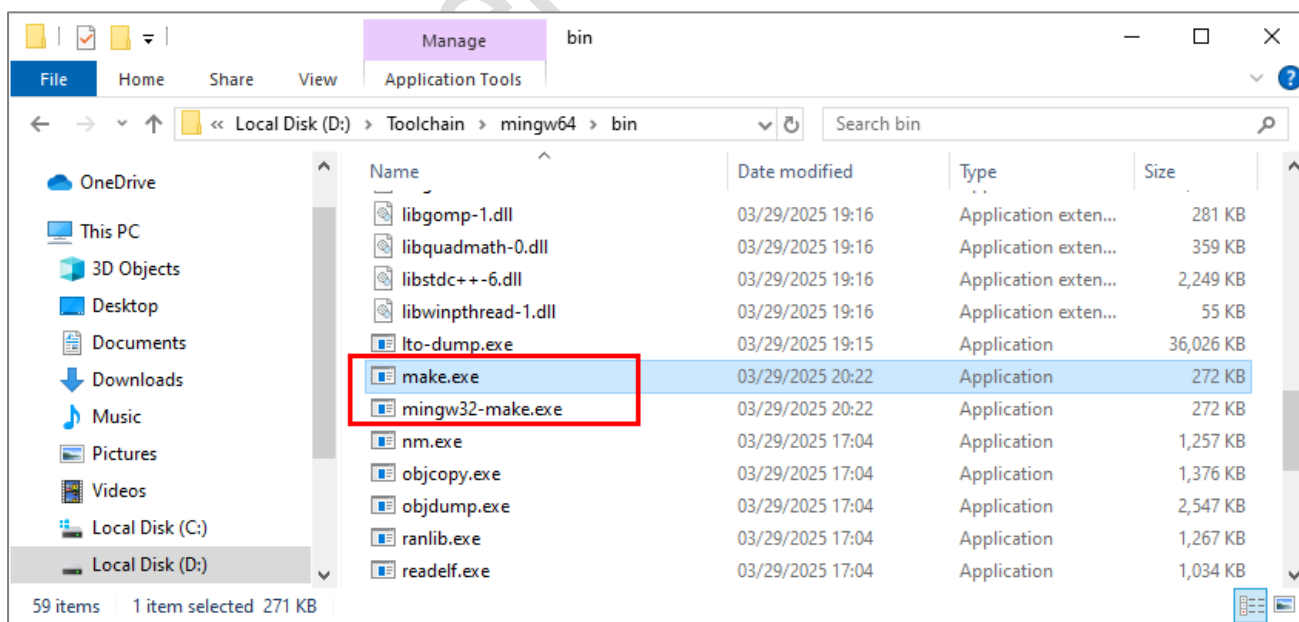 Manage bin
File Home Share View Application Tools
« Local Disk (D:) › Toolchain › mingw64 › bin Search bin
OneDrive
This PC
3D Objects
Desktop
Documents
Downloads
Music
Pictures
Videos
Local Disk (C:)
Local Disk (D:)
Name Date modified Type Size
libgomp-1.dll 03/29/2025 19:16 Application exten... 281 KB
libquadmath-0.dll 03/29/2025 19:16 Application exten... 359 KB
libstdc++-6.dll 03/29/2025 19:16 Application exten... 2,249 KB
libwinpthread-1.dll 03/29/2025 19:16 Application exten... 55 KB
lto-dump.exe 03/29/2025 19:15 Application 36,026 KB
make.exe 03/29/2025 20:22 Application 272 KB
mingw32-make.exe 03/29/2025 20:22 Application 272 KB
nm.exe 03/29/2025 17:04 Application 1,257 KB
objcopy.exe 03/29/2025 17:04 Application 1,376 KB
objdump.exe 03/29/2025 17:04 Application 2,547 KB
ranlib.exe 03/29/2025 17:04 Application 1,267 KB
readelf.exe 03/29/2025 17:04 Application 1,034 KB
59 items 1 item selected 271 KB